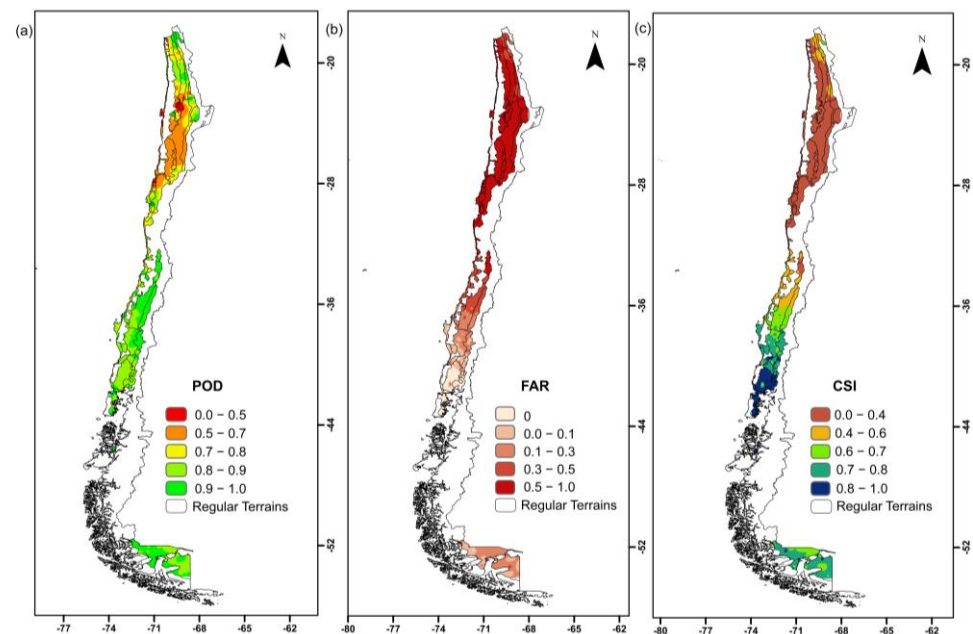 (a)
N
-20
-28
-36
-44
-52
POD
0.0 – 0.5
0.5 – 0.7
0.7 – 0.8
0.8 – 0.9
0.9 – 1.0
Regular Terrains
-77
-74
-71
-68
-65
-62
(b)
N
-20
-28
-36
-44
-52
FAR
0
0.0 – 0.1
0.1 – 0.3
0.3 – 0.5
0.5 – 1.0
Regular Terrains
-80
-77
-74
-71
-68
-65
-62
(c)
N
-20
-28
-36
-44
-52
CSI
0.0 – 0.4
0.4 – 0.6
0.6 – 0.7
0.7 – 0.8
0.8 – 1.0
Regular Terrains
-80
-77
-74
-71
-68
-65
-62